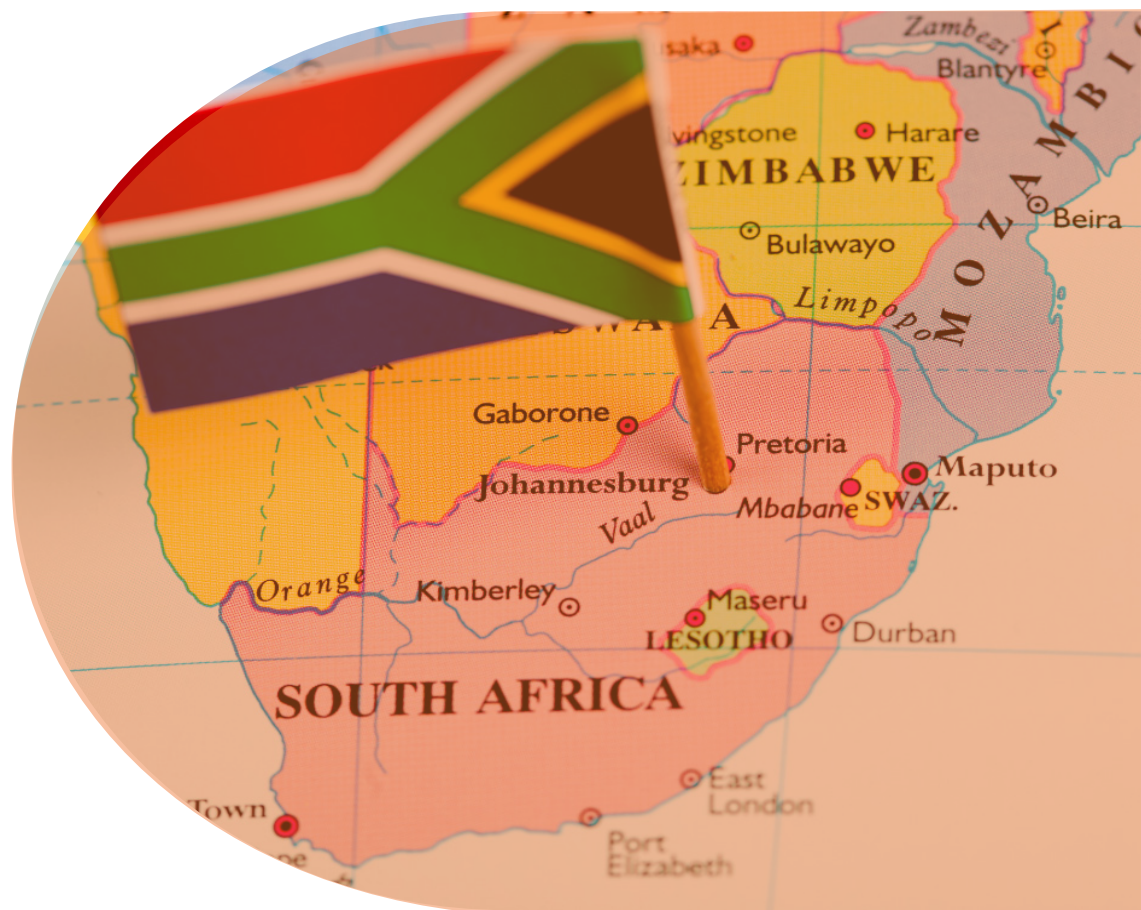 Zambezi
Blantyre
Harare
ZIMBABWE
MOZAMBI
Beira
Bulawayo
Limpopo
Gaborone
Pretoria
Johannesburg
Maputo
Mbabane
SWAZ.
Vaal
Orange
Kimberley
Maseru
LESOTHO
Durban
SOUTH AFRICA
East
London
Town
Port
Elizabeth